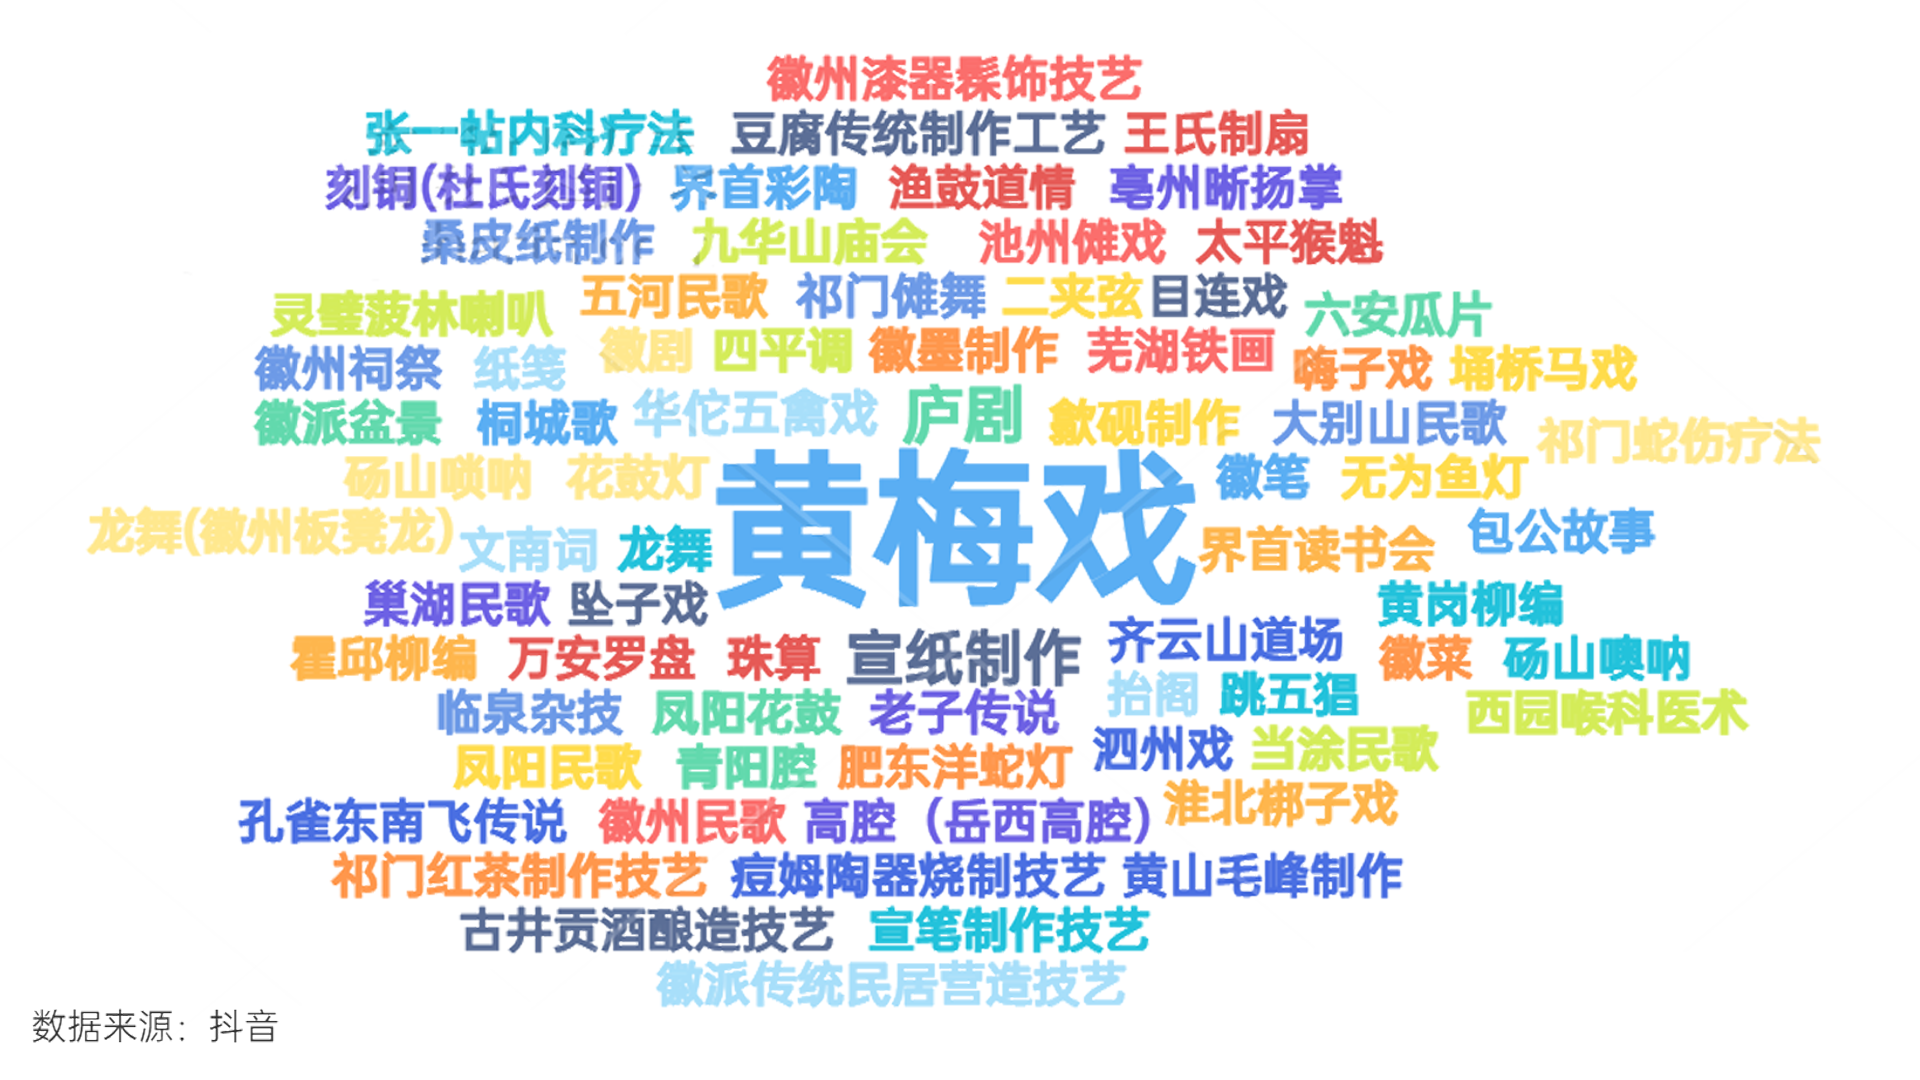 徽州漆器髹饰技艺
张一帖内科疗法 豆腐传统制作工艺 王氏制扇
刻铜(杜氏刻铜) 界首彩陶 渔鼓道情 亳州晰扬掌
桑皮纸制作 九华山庙会 池州傩戏 太平猴魁
灵璧菠林喇叭 五河民歌 祁门傩舞 二夹弦 目连戏 六安瓜片
徽州祠祭 纸笺 徽剧 四平调 徽墨制作 芜湖铁画 嗨子戏 埇桥马戏
徽派盆景 桐城歌 华佗五禽戏 庐剧 歙砚制作 大别山民歌 祁门蛇伤疗法
砀山唢呐 花鼓灯 黄梅戏 徽笔 无为鱼灯
龙舞(徽州板凳龙) 文南词 龙舞 界首读书会 包公故事
巢湖民歌 坠子戏 黄岗柳编
霍邱柳编 万安罗盘 珠算 宣纸制作 齐云山道场 徽菜 砀山噢呐
临泉杂技 凤阳花鼓 老子传说 抬阁 跳五猖 西园喉科医术
凤阳民歌 青阳腔 肥东洋蛇灯 泗州戏 当涂民歌
孔雀东南飞传说 徽州民歌 高腔（岳西高腔） 淮北梆子戏
祁门红茶制作技艺 痘姆陶器烧制技艺 黄山毛峰制作
古井贡酒酿造技艺 宣笔制作技艺
徽派传统民居营造技艺
数据来源：抖音